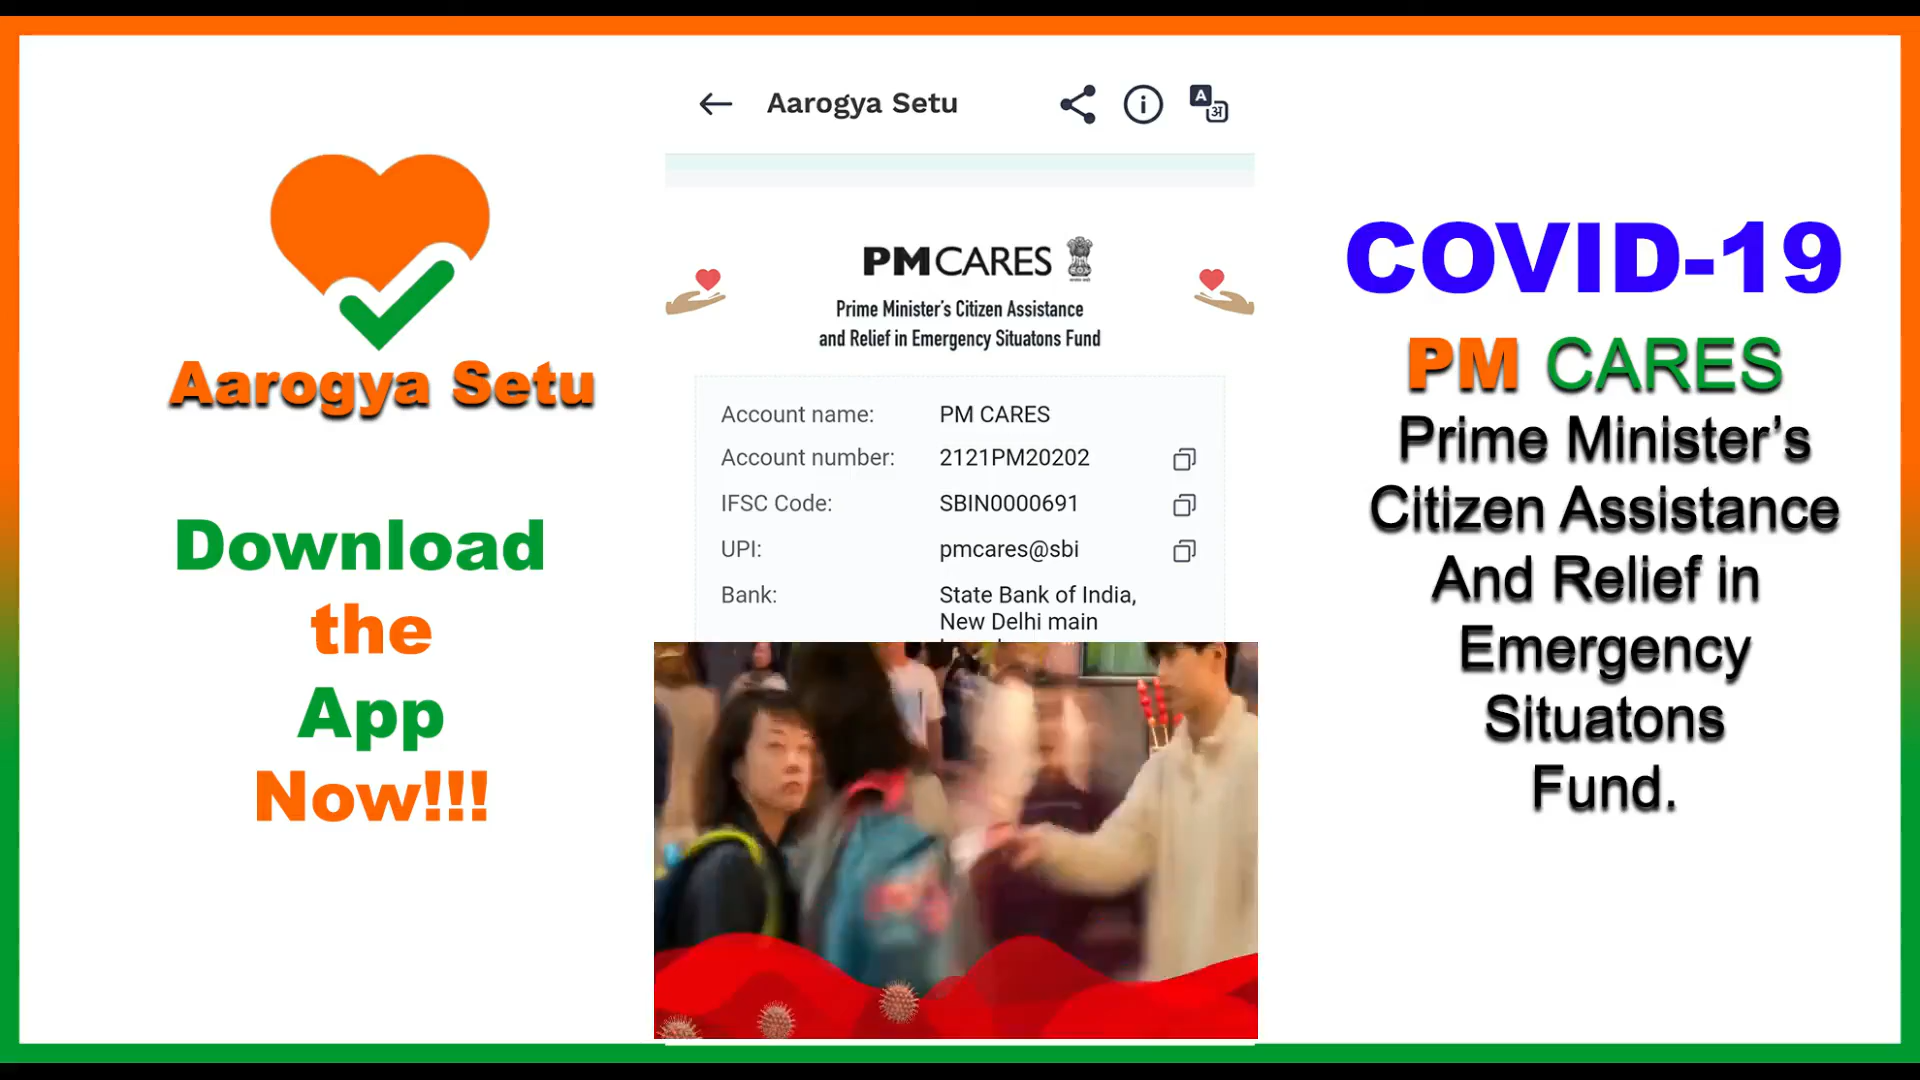 Aarogya Setu
Download
the
App
Now!!!
Aarogya Setu
A
अ
PMCARES
Prime Minister's Citizen Assistance
and Relief in Emergency Situatons Fund
Account name: PM CARES
Account number: 2121PM20202
IFSC Code: SBIN0000691
UPI: pmcares@sbi
Bank: State Bank of India,
New Delhi main
COVID-19
PM CARES
Prime Minister’s
Citizen Assistance
And Relief in
Emergency
Situatons
Fund.